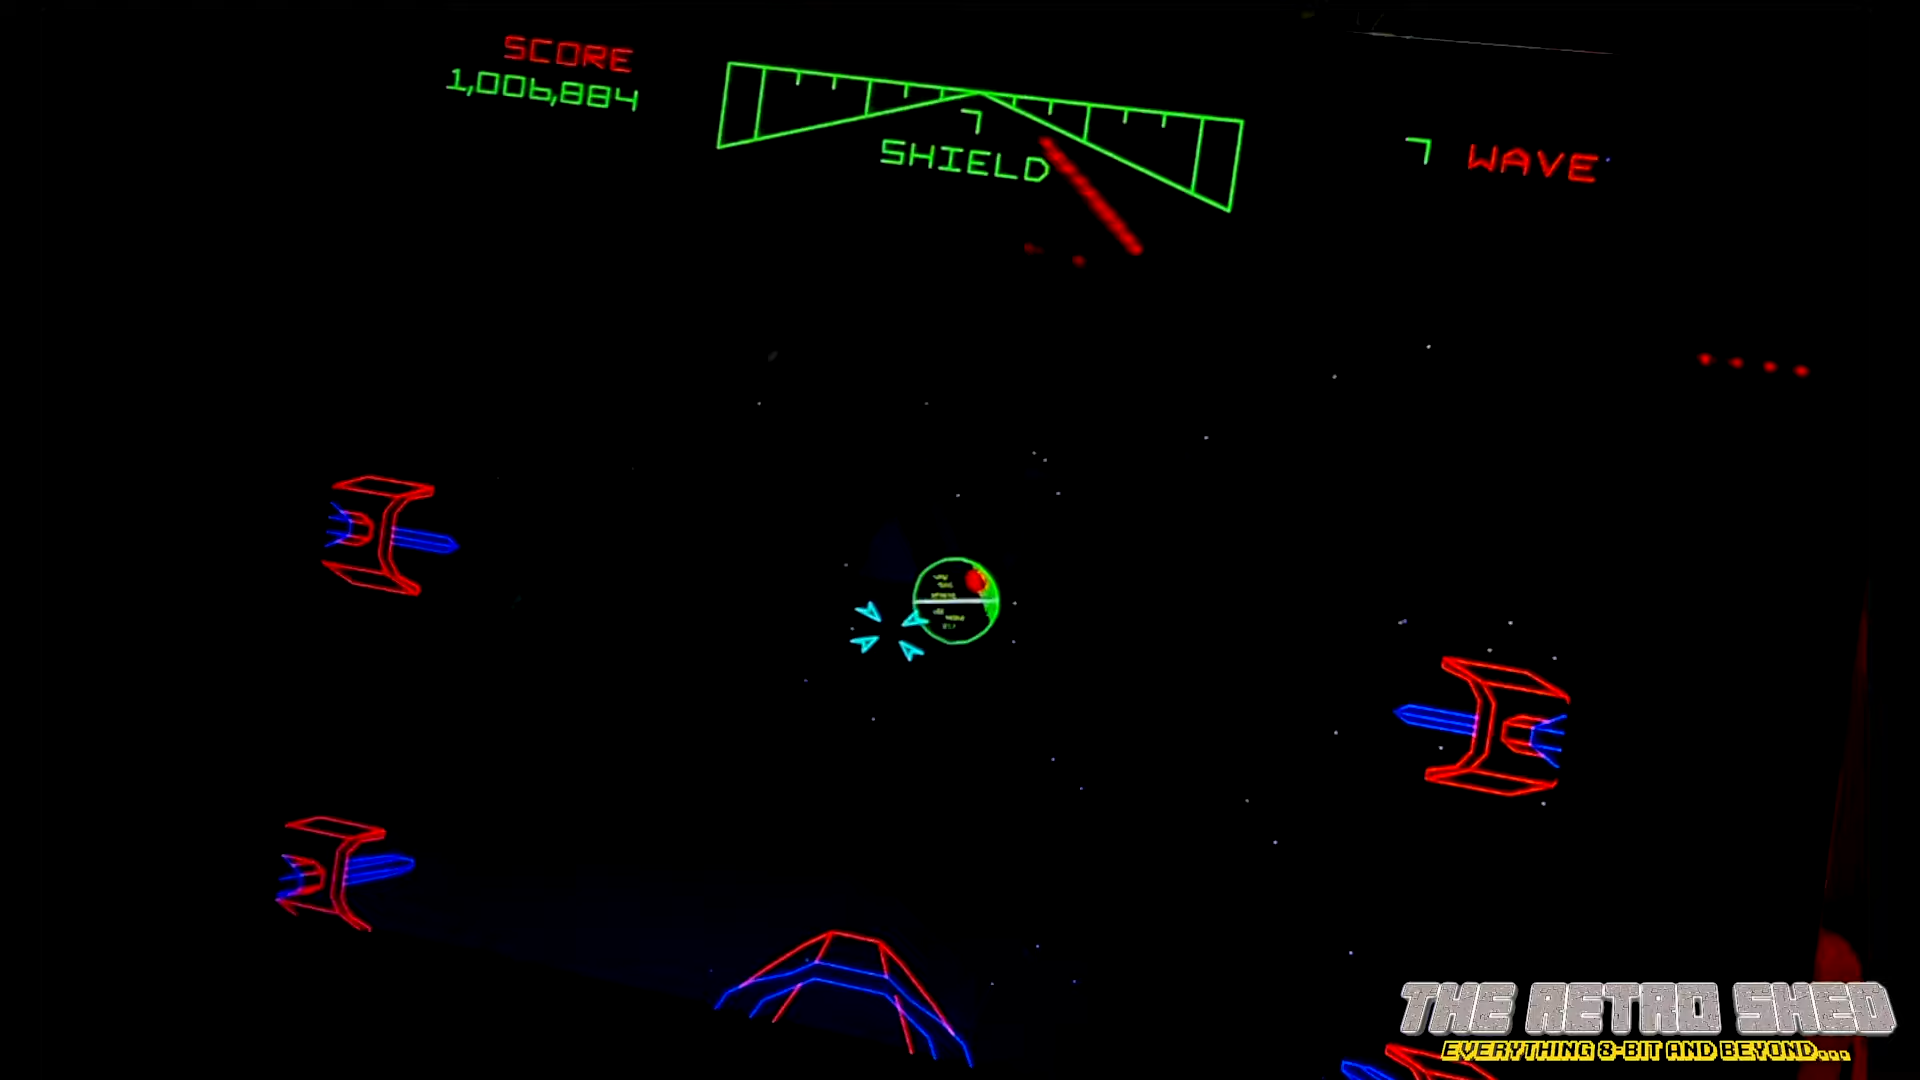 SCORE
1,006,884
7
SHIELD
7 WAVE
THE RETRO SHED
EVERYTHING 8-BIT AND BEYOND...